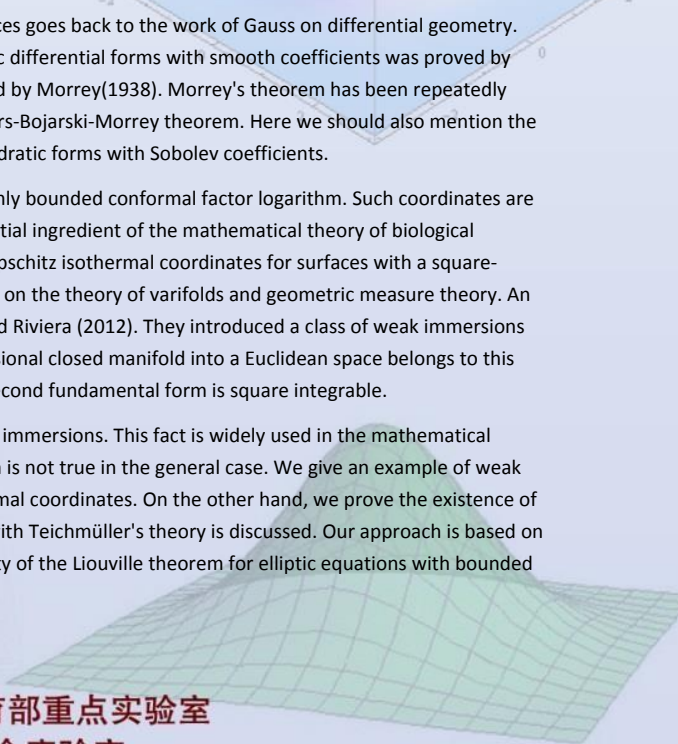 ces goes back to the work of Gauss on differential geometry.
c differential forms with smooth coefficients was proved by
d by Morrey(1938). Morrey's theorem has been repeatedly
rs-Bojarski-Morrey theorem. Here we should also mention the
dratic forms with Sobolev coefficients.
nly bounded conformal factor logarithm. Such coordinates are
tial ingredient of the mathematical theory of biological
pschitz isothermal coordinates for surfaces with a square-
on the theory of varifolds and geometric measure theory. An
d Riviera (2012). They introduced a class of weak immersions
sional closed manifold into a Euclidean space belongs to this
econd fundamental form is square integrable.
immersions. This fact is widely used in the mathematical
is not true in the general case. We give an example of weak
mal coordinates. On the other hand, we prove the existence of
ith Teichmüller's theory is discussed. Our approach is based on
ty of the Liouville theorem for elliptic equations with bounded
育部重点实验室